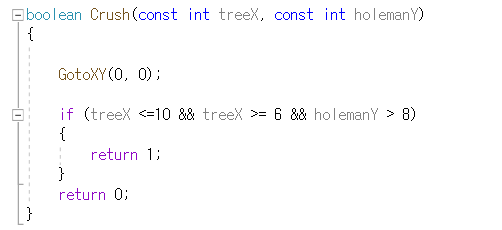 boolean Crush(const int treeX, const int holemanY)
{
GotoXY(0, 0);
if (treeX <=10 && treeX >= 6 && holemanY > 8)
{
return 1;
}
return 0;
}